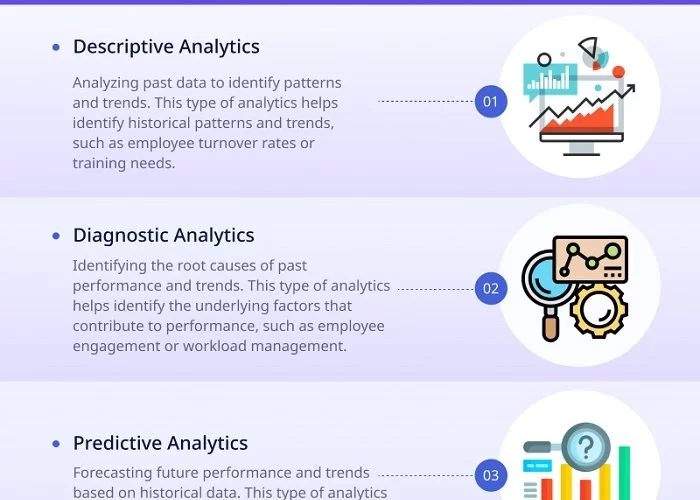 Descriptive Analytics
Analyzing past data to identify patterns
and trends. This type of analytics helps
identify historical patterns and trends,
such as employee turnover rates or
training needs.
01
Diagnostic Analytics
Identifying the root causes of past
performance and trends. This type of analytics
helps identify the underlying factors that
contribute to performance, such as employee
engagement or workload management.
02
Predictive Analytics
Forecasting future performance and trends
based on historical data. This type of analytics
03
?